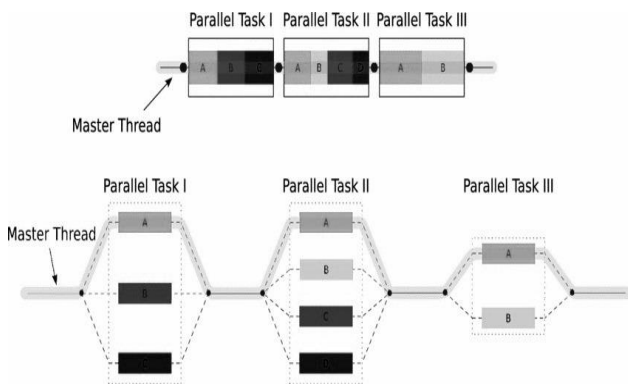 Parallel Task I
Parallel Task II
Parallel Task III
A
B
A
B
C
D
A
B
Master Thread
Parallel Task I
Parallel Task II
Parallel Task III
Master Thread
A
B
A
B
C
A
B